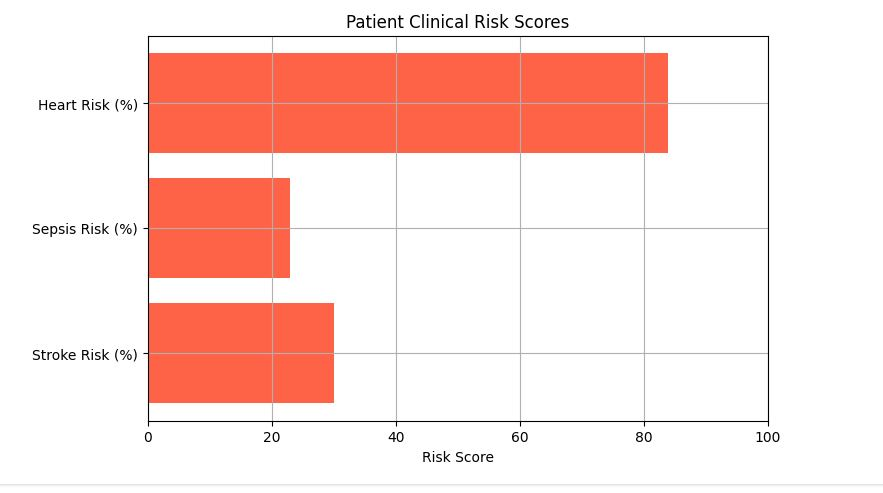 Patient Clinical Risk Scores
Heart Risk (%)
Sepsis Risk (%)
Stroke Risk (%)
0 20 40 60 80 100
Risk Score